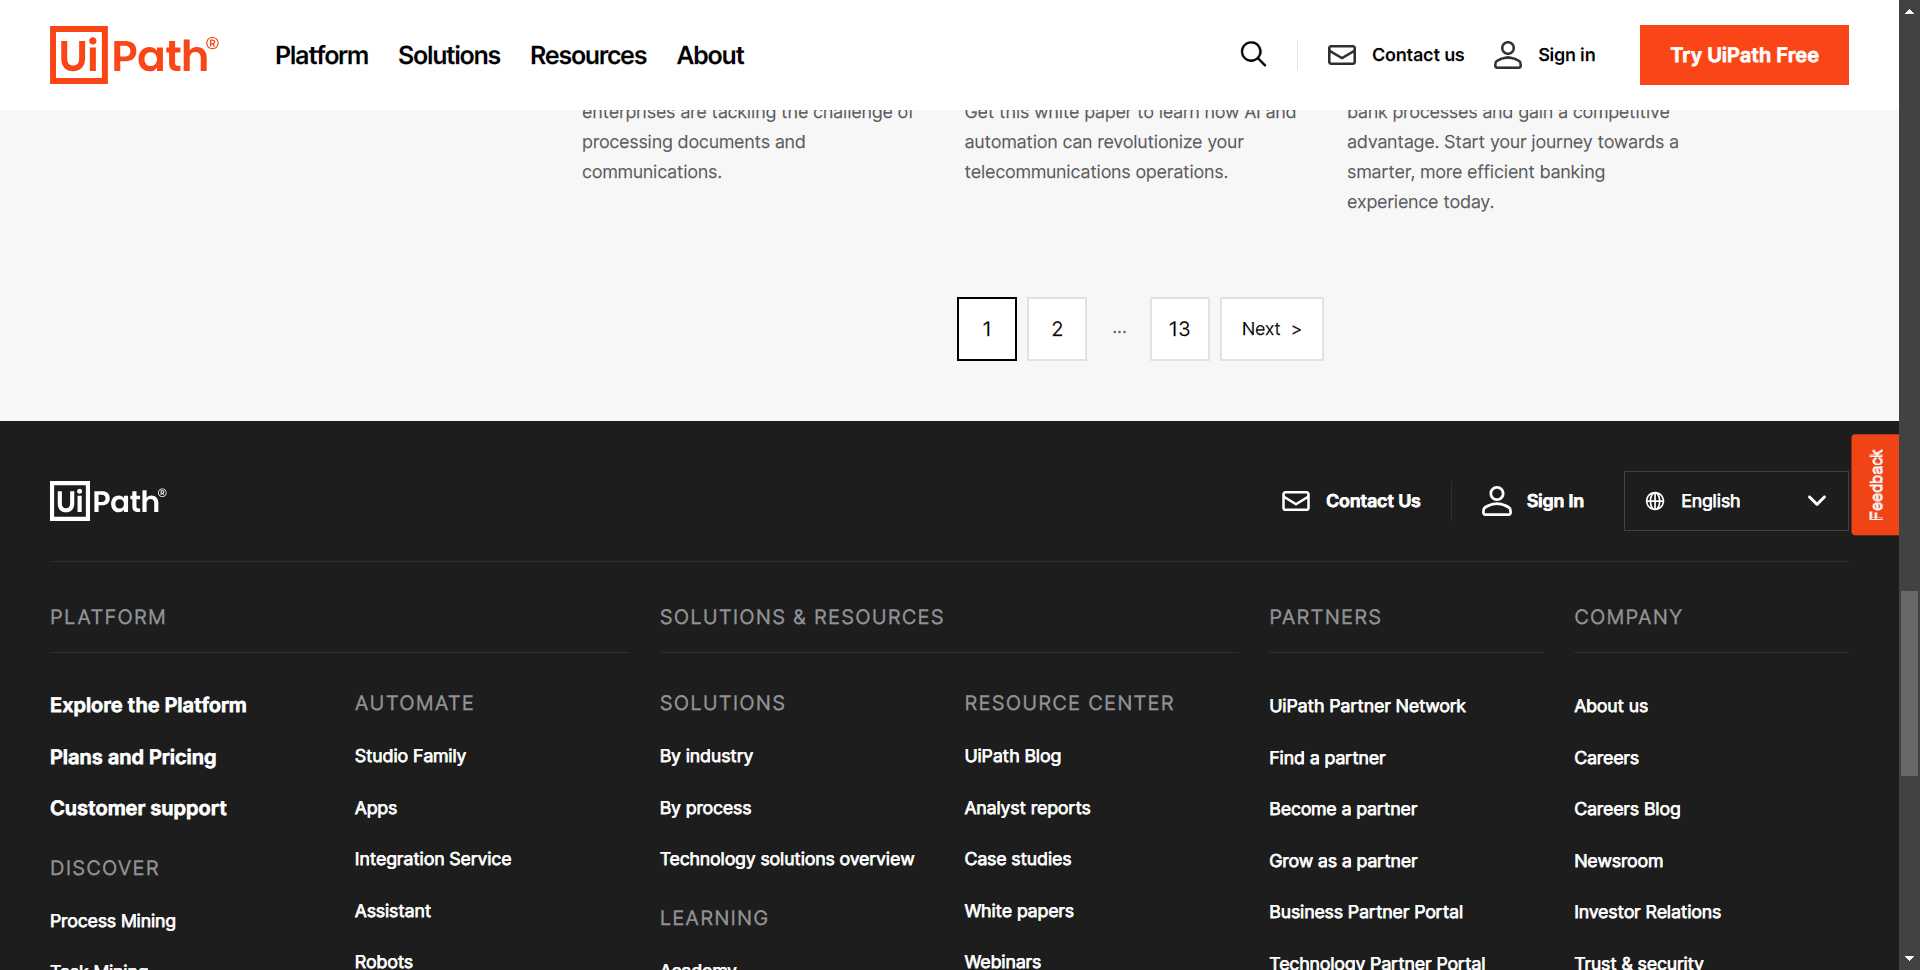 UiPath®
Platform
Solutions
Resources
About
Contact us
Sign in
Try UiPath Free
enterprises are tackling the challenge of
processing documents and
communications.
Get this white paper to learn how AI and
automation can revolutionize your
telecommunications operations.
bank processes and gain a competitive
advantage. Start your journey towards a
smarter, more efficient banking
experience today.
1
2
...
13
Next >
Feedback
UiPath®
Contact Us
Sign In
English
PLATFORM
Explore the Platform
Plans and Pricing
Customer support
DISCOVER
Process Mining
Task Mining
AUTOMATE
Studio Family
Apps
Integration Service
Assistant
Robots
SOLUTIONS & RESOURCES
SOLUTIONS
By industry
By process
Technology solutions overview
LEARNING
Academy
RESOURCE CENTER
UiPath Blog
Analyst reports
Case studies
White papers
Webinars
PARTNERS
UiPath Partner Network
Find a partner
Become a partner
Grow as a partner
Business Partner Portal
Technology Partner Portal
COMPANY
About us
Careers
Careers Blog
Newsroom
Investor Relations
Trust & security